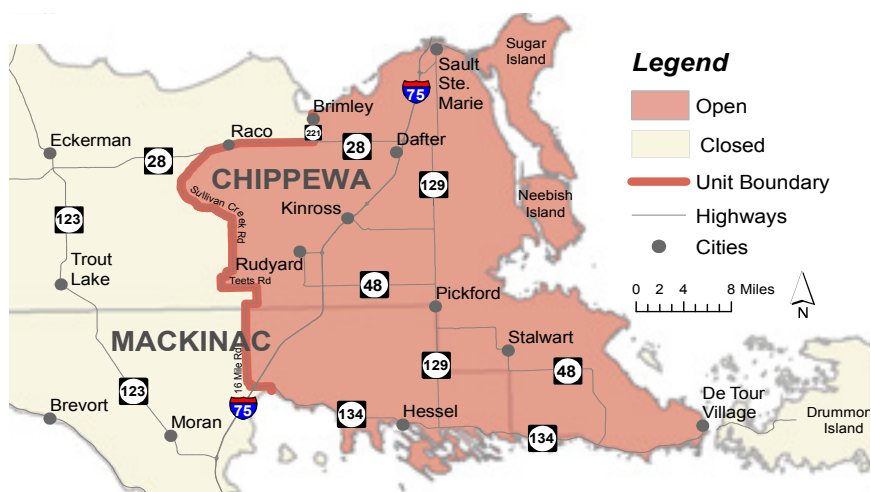 Sugar
Island
Sault
Ste.
Marie
75
Brimley
221
Raco
Eckerman
28
28
Dafter
CHIPPEWA
129
Sullivan Creek Rd
Kinross
Neebish
Island
123
Trout
Lake
Rudyard
Teets Rd
48
Pickford
MACKINAC
16 Mile Rd
Stalwart
129
48
123
75
134
Hessel
134
De Tour
Village
Drummon
Island
Brevort
Moran
Legend
Open
Closed
Unit Boundary
Highways
Cities
0 2 4 8 Miles
N